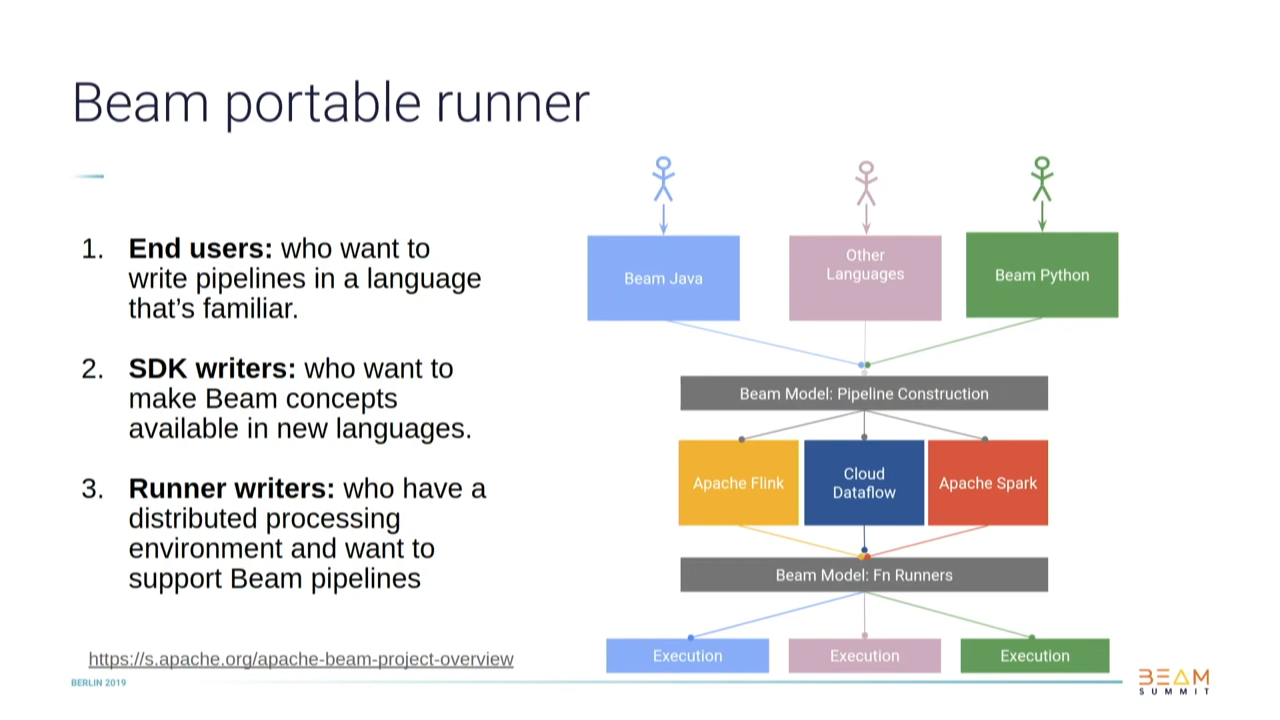 Beam portable runner
1. End users: who want to
write pipelines in a language
that's familiar.
2. SDK writers: who want to
make Beam concepts
available in new languages.
3. Runner writers: who have a
distributed processing
environment and want to
support Beam pipelines
https://s.apache.org/apache-beam-project-overview
Beam Java
Other
Languages
Beam Python
Beam Model: Pipeline Construction
Apache Flink
Cloud
Dataflow
Apache Spark
Beam Model: Fn Runners
Execution
Execution
Execution
BERLIN 2019
BEAM
SUMMIT